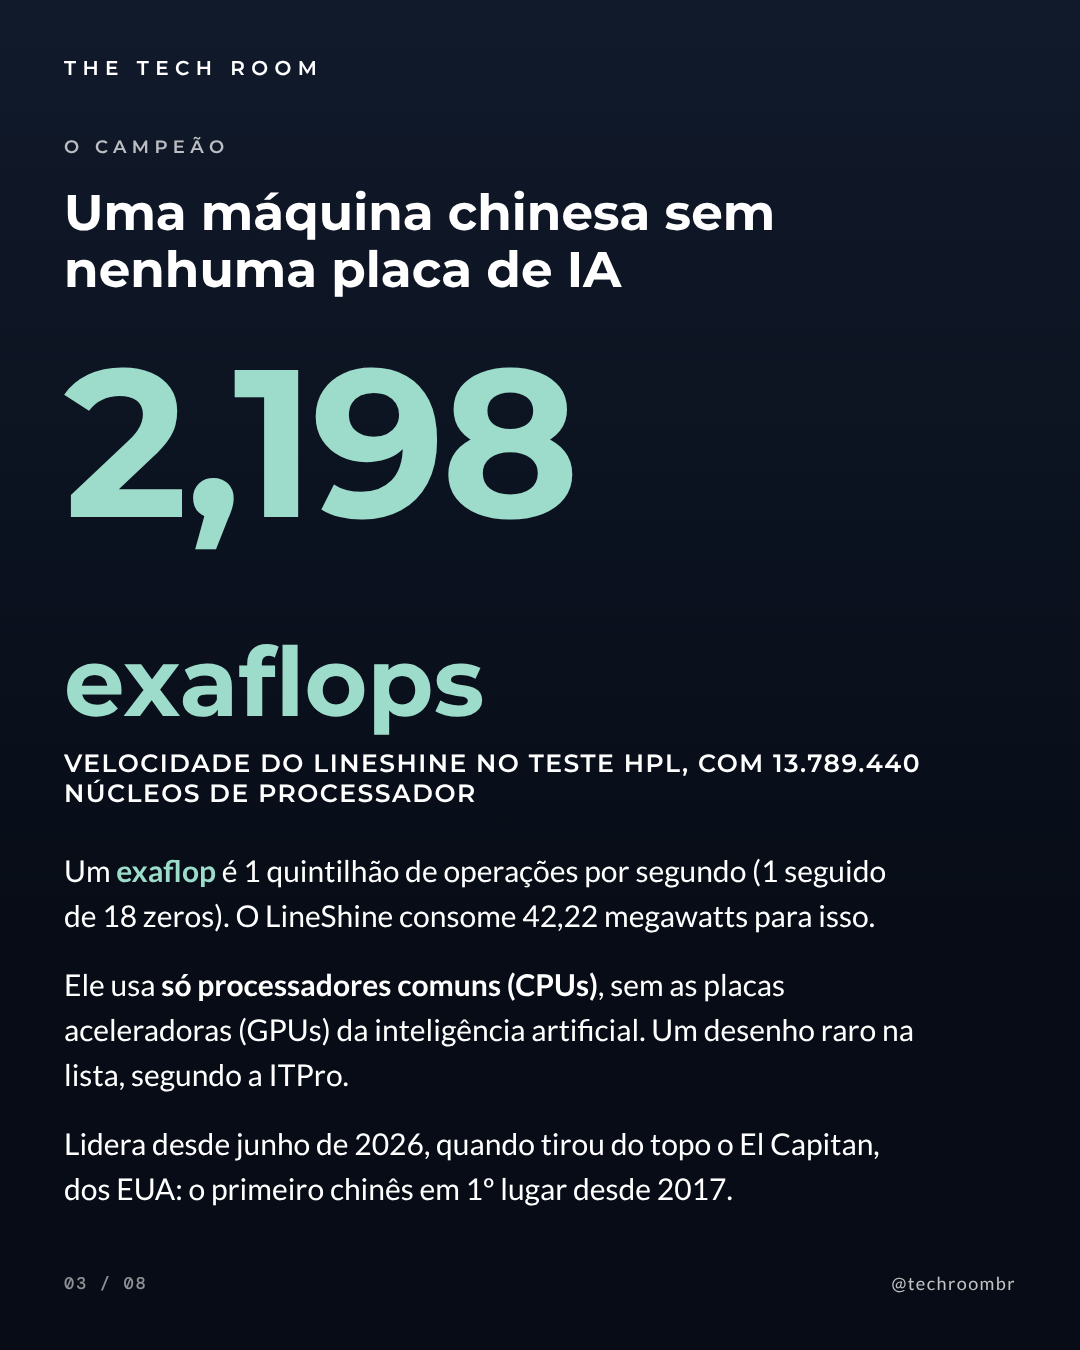 THE TECH ROOM
O CAMPEÃO
Uma máquina chinesa sem
nenhuma placa de IA
2,198
exaflops
VELOCIDADE DO LINESHINE NO TESTE HPL, COM 13.789.440
NÚCLEOS DE PROCESSADOR
Um exaflop é 1 quintilhão de operações por segundo (1 seguido
de 18 zeros). O LineShine consome 42,22 megawatts para isso.
Ele usa só processadores comuns (CPUs), sem as placas
aceleradoras (GPUs) da inteligência artificial. Um desenho raro na
lista, segundo a ITPro.
Lidera desde junho de 2026, quando tirou do topo o El Capitan,
dos EUA: o primeiro chinês em 1º lugar desde 2017.
03 / 08
@techroombr